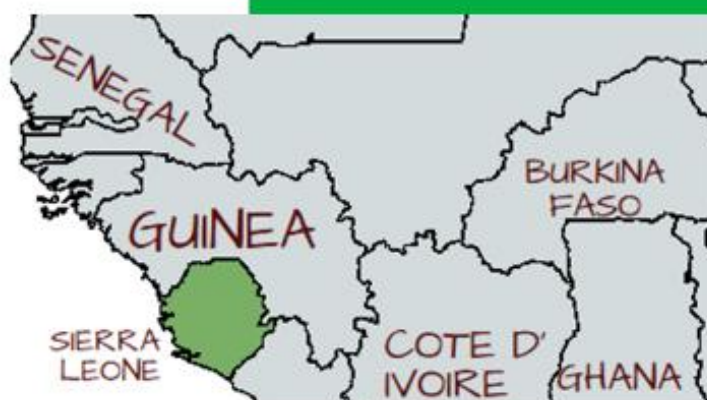 SENEGAL
BURKINA
FASO
GUINEA
SIERRA
LEONE
COTE D'
IVOIRE
GHANA